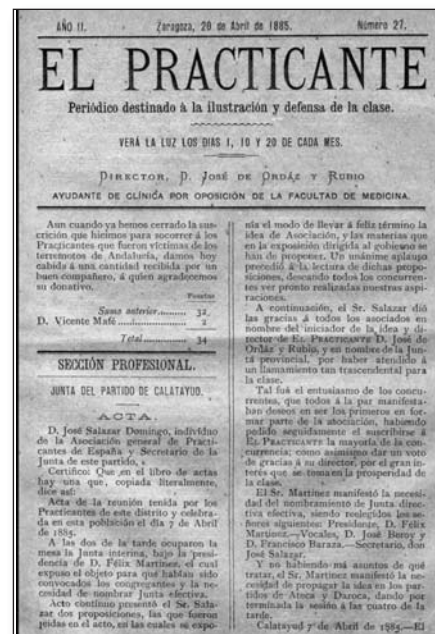 AÑO II.
Zaragoza, 20 de Abril de 1885.
Número 27.
EL PRACTICANTE
Periódico destinado à la ilustración y defensa de la clase.
VERÁ LA LUZ LOS DIAS 1, 10 Y 20 DE CADA MES.
DIRECTOR, D. JOSÉ DE ORDÁZ Y RUBIO
AYUDANTE DE CLÍNICA POR OPOSICIÓN DE LA FACULTAD DE MEDICINA.
Aun cuando ya hemos cerrado la sus-
crición que hicimos para socorrer á los
Practicantes que fueron víctimas de los
terremotos de Andalucía, damos hoy
cabida á una cantidad recibida por un
buen compañero, á quien agradecemos
su donativo.
Pesetas
Suma anterior............ 32
D. Vicente Mafé............ 2
Total............ 34
SECCIÓN PROFESIONAL.
JUNTA DEL PARTIDO DE CALATAYUD.
ACTA.
D. José Salazar Domingo, individuo
de la Asociación general de Practi-
cantes de España y Secretario de la
Junta de este partido,
Certifico: Que en el libro de actas
hay una que, copiada literalmente,
dice así:
Acta de la reunión tenida por los
Practicantes de este distrito y celebra-
da en esta población el día 7 de Abril
de 1885.
A las dos de la tarde ocuparon la
mesa la Junta interina, bajo la presi-
dencia de D. Félix Martínez, el cual
expuso el objeto para que habían sido
convocados los congregantes y la ne-
cesidad de nombrar Junta efectiva.
Acto continuo presentó el Sr. Sala-
zar dos proposiciones, las que fueron
leidas en el acto, en las cuales se expo-
nía el modo de llevar á feliz término la
idea de Asociación, y las materias que
en la exposición dirigida al gobierno se
han de proponer. Un unánime aplauso
precedió á la lectura de dichas propo-
siciones, deseando todos los concurren-
tes ver pronto realizadas nuestras aspi-
raciones.
A continuación, el Sr. Salazar dió
las gracias á todos los asociados en
nombre del iniciador de la idea y di-
rector de EL PRACTICANTE D. José de
Ordáz y Rubio, y en nombre de la Jun-
ta provincial, por haber atendido á
un llamamiento tan trascendental para
la clase.
Tal fué el entusiasmo de los concu-
rrentes, que todos á la par manifesta-
ban deseos en ser los primeros en for-
mar parte de la asociación, habiendo
pedido seguidamente el suscribirse á
EL PRACTICANTE la mayoría de la con-
currencia; como asimismo dar un voto
de gracias á su director, por el gran in-
terés que se toma en la prosperidad de
la clase.
El Sr. Martínez manifestó la necesi-
dad del nombramiento de Junta direc-
tiva efectiva, siendo reelegidos los se-
ñores siguientes: Presidente, D. Félix
Martínez.—Vocales, D. José Beroy y
D. Francisco Baraza.—Secretario, don
José Salazar.
Y no habiendo más asuntos de que
tratar, el Sr. Martínez manifestó la ne-
cesidad de propagar la idea en los par-
tidos de Ateca y Daroca, dando por
terminada la sesión á las cuatro de la
tarde.
Calatayud 7 de Abril de 1885.—El